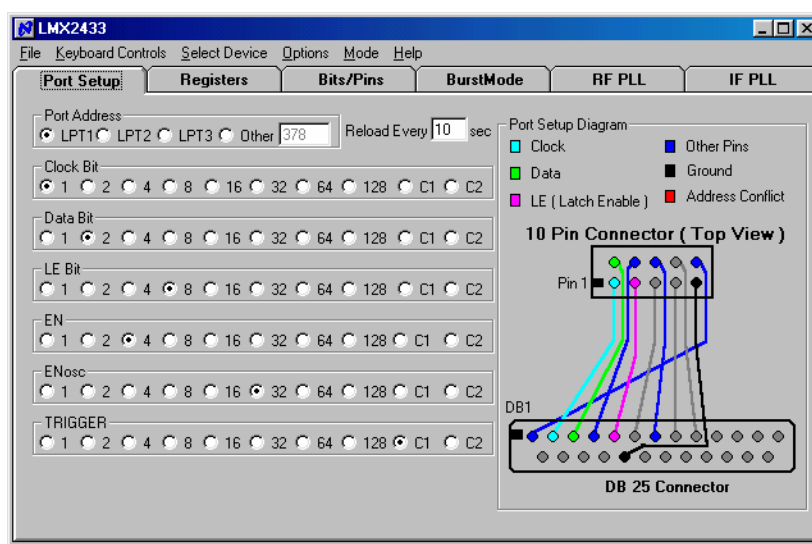 LMX2433
File Keyboard Controls Select Device Options Mode Help
Port Setup Registers Bits/Pins BurstMode RF PLL IF PLL
Port Address
LPT1 LPT2 LPT3 Other 378
Reload Every 10 sec
Clock Bit
1 2 4 8 16 32 64 128 C1 C2
Data Bit
1 2 4 8 16 32 64 128 C1 C2
LE Bit
1 2 4 8 16 32 64 128 C1 C2
EN
1 2 4 8 16 32 64 128 C1 C2
ENosc
1 2 4 8 16 32 64 128 C1 C2
TRIGGER
1 2 4 8 16 32 64 128 C1 C2
Port Setup Diagram
Clock Other Pins
Data Ground
LE ( Latch Enable ) Address Conflict
10 Pin Connector ( Top View )
Pin 1
DB1
DB 25 Connector